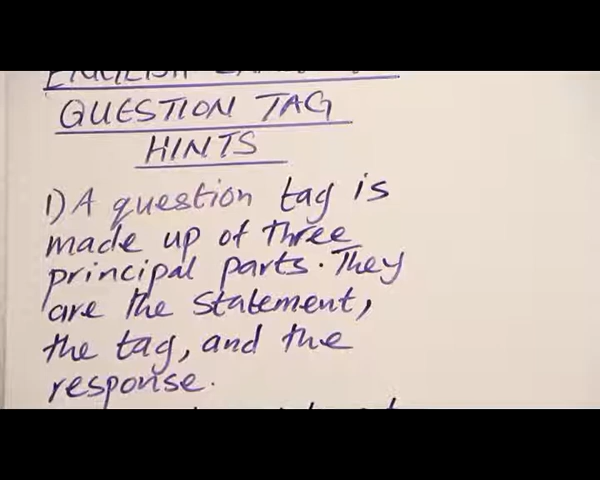 ENGLISH
QUESTION TAG
HINTS
1) A question tag is
made up of three
principal parts. They
are the statement,
the tag, and the
response.